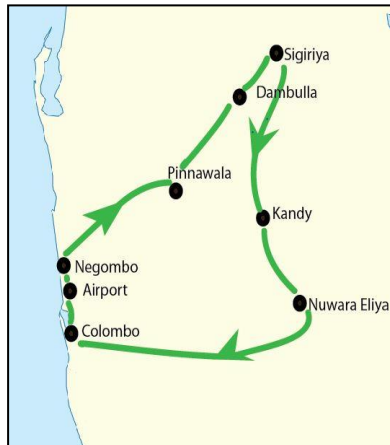 Sigiriya
Dambulla
Pinnawala
Kandy
Negombo
Airport
Nuwara Eliya
Colombo